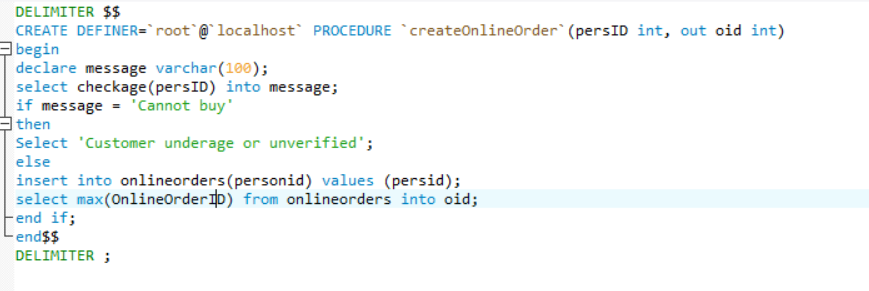 DELIMITER $$
CREATE DEFINER=`root`@`localhost` PROCEDURE `createOnlineOrder`(persID int, out oid int)
begin
declare message varchar(100);
select checkage(persID) into message;
if message = 'Cannot buy'
then
Select 'Customer underage or unverified';
else
insert into onlineorders(personid) values (persid);
select max(OnlineOrderID) from onlineorders into oid;
end if;
end$$
DELIMITER ;